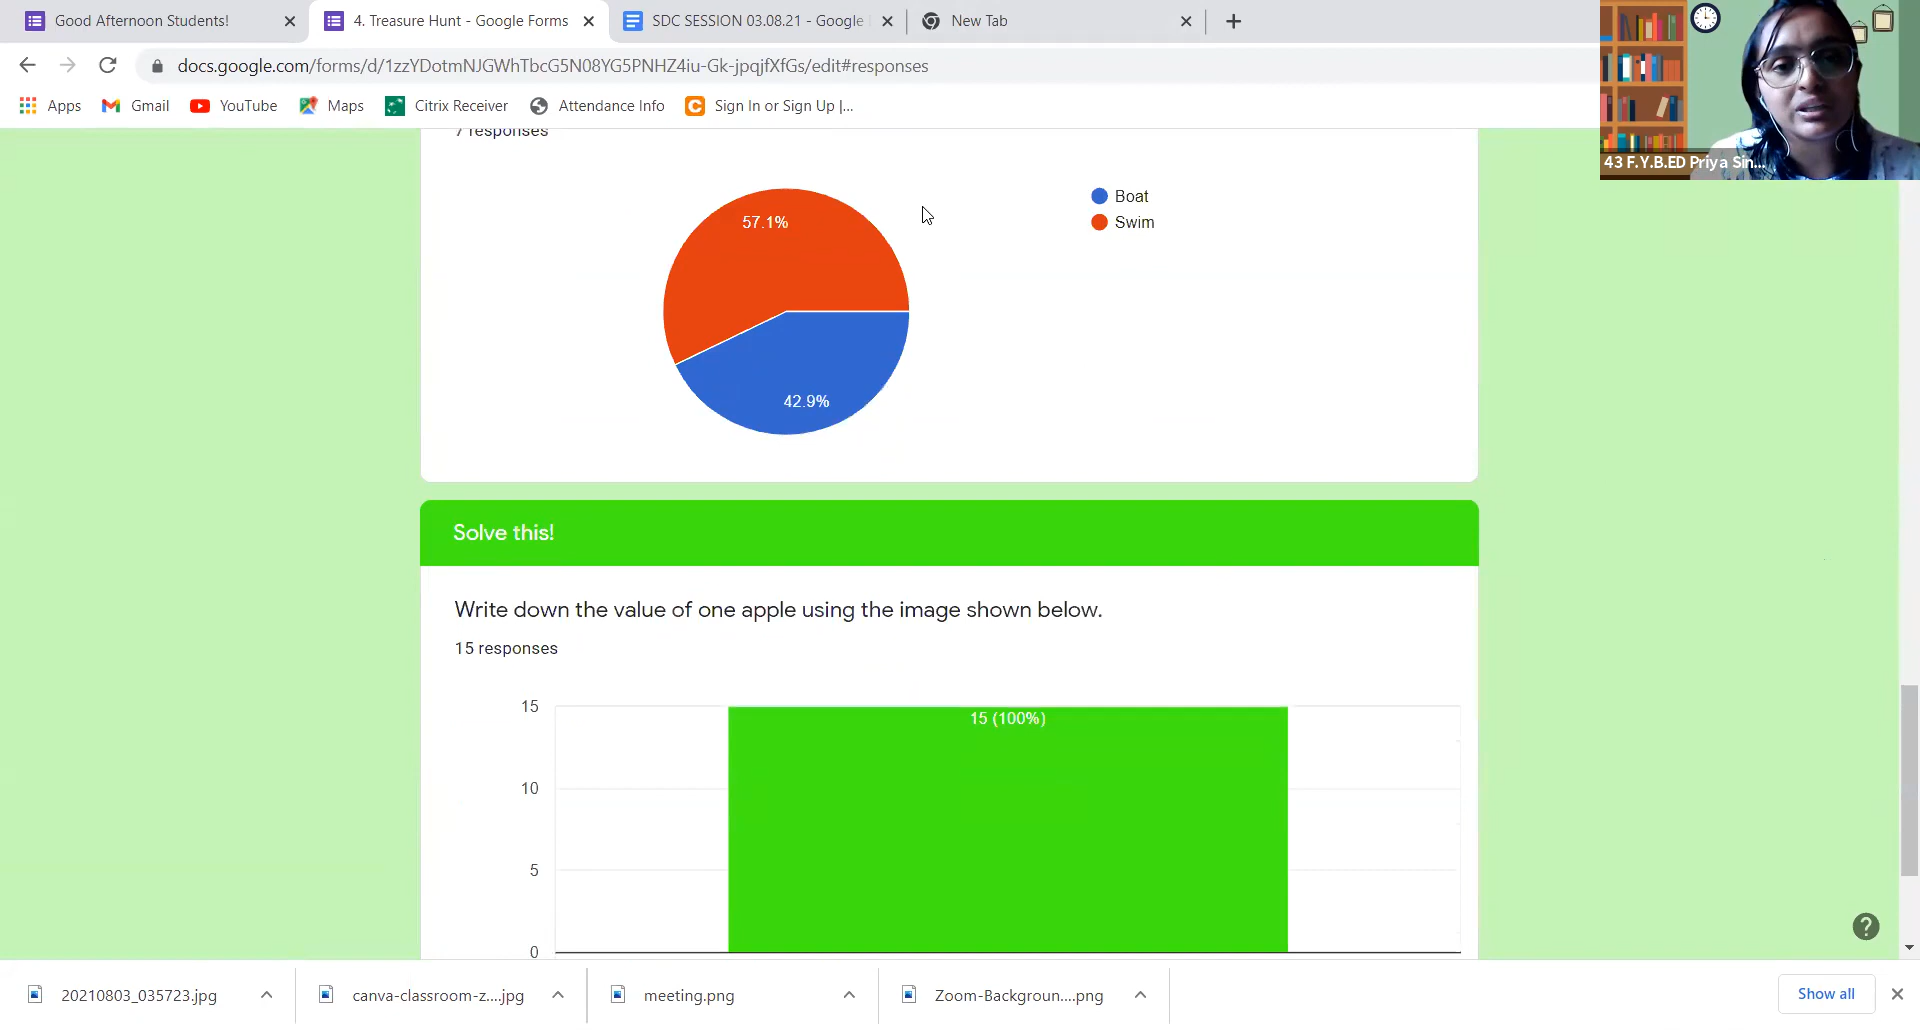 Good Afternoon Students!
4. Treasure Hunt - Google Forms
SDC SESSION 03.08.21 - Google
New Tab
docs.google.com/forms/d/1zzYDotmNJGWhTbcG5N08YG5PNHZ4iu-Gk-jpqjfXfGs/edit#responses
Apps
Gmail
YouTube
Maps
Citrix Receiver
Attendance Info
Sign In or Sign Up |...
43 F.Y.B.ED Priya Sin...
7 responses
57.1%
42.9%
Boat
Swim
Solve this!
Write down the value of one apple using the image shown below.
15 responses
15
10
5
0
15 (100%)
20210803_035723.jpg
canva-classroom-z....jpg
meeting.png
Zoom-Backgroun....png
Show all